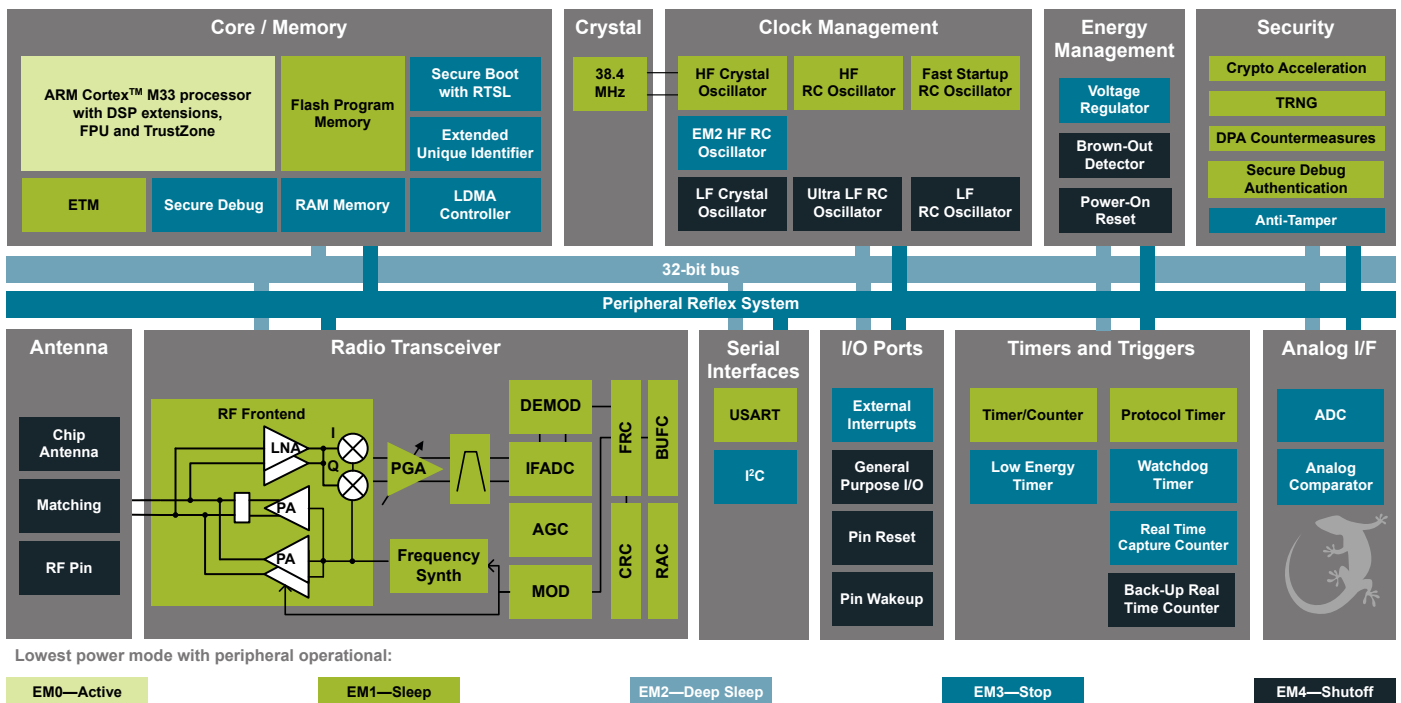 Core / Memory
ARM Cortex™ M33 processor
with DSP extensions,
FPU and TrustZone
Flash Program
Memory
Secure Boot
with RTSL
Extended
Unique Identifier
ETM
Secure Debug
RAM Memory
LDMA
Controller
Crystal
38.4
MHz
Clock Management
HF Crystal
Oscillator
HF
RC Oscillator
Fast Startup
RC Oscillator
EM2 HF RC
Oscillator
LF Crystal
Oscillator
Ultra LF RC
Oscillator
LF
RC Oscillator
Energy
Management
Voltage
Regulator
Brown-Out
Detector
Power-On
Reset
Security
Crypto Acceleration
TRNG
DPA Countermeasures
Secure Debug
Authentication
Anti-Tamper
32-bit bus
Peripheral Reflex System
Antenna
Chip
Antenna
Matching
RF Pin
Radio Transceiver
RF Frontend
LNA
I
Q
PA
PA
PGA
Frequency
Synth
DEMOD
IFADC
AGC
MOD
FRC
BUFC
CRC
RAC
Serial
Interfaces
USART
I²C
I/O Ports
External
Interrupts
General
Purpose I/O
Pin Reset
Pin Wakeup
Timers and Triggers
Timer/Counter
Protocol Timer
Low Energy
Timer
Watchdog
Timer
Real Time
Capture Counter
Back-Up Real
Time Counter
Analog I/F
ADC
Analog
Comparator
Lowest power mode with peripheral operational:
EM0—Active
EM1—Sleep
EM2—Deep Sleep
EM3—Stop
EM4—Shutoff